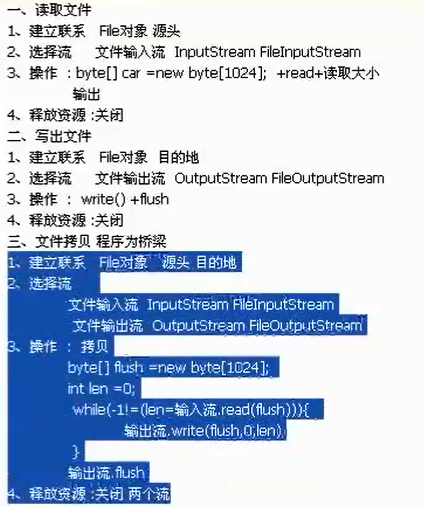 一、读取文件
1、建立联系 File对象 源头
2、选择流 文件输入流 InputStream FileInputStream
3、操作 : byte[] car =new byte[1024]; +read+读取大小
输出
4、释放资源 :关闭
二、写出文件
1、建立联系 File对象 目的地
2、选择流 文件输出流 OutputStream FileOutputStream
3、操作 : write() +flush
4、释放资源 :关闭
三、文件拷贝 程序为桥梁
1、建立联系 File对象 源头 目的地
2、选择流
文件输入流 InputStream FileInputStream
文件输出流 OutputStream FileOutputStream
3、操作 : 拷贝
byte[] flush =new byte[1024];
int len =0;
while(-1!=(len=输入流.read(flush))){
输出流.write(flush,0,len)
}
输出流.flush
4、释放资源 :关闭 两个流